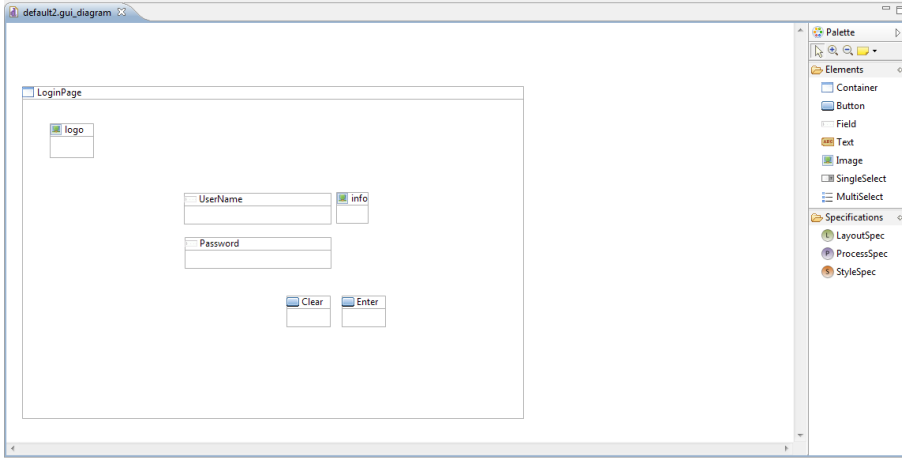 default2.gui_diagram
Palette
Elements
LoginPage
Container
Button
logo
Field
ABC Text
Image
SingleSelect
UserName
info
MultiSelect
Specifications
L LayoutSpec
Password
P ProcessSpec
S StyleSpec
Clear
Enter